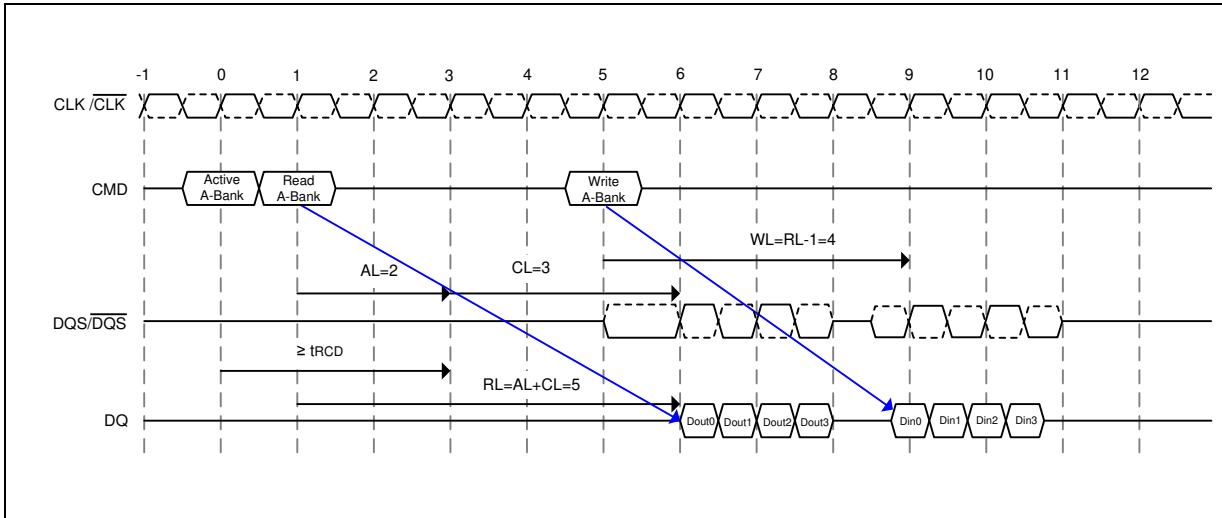 -1 0 1 2 3 4 5 6 7 8 9 10 11 12
CLK /CLK
CMD
Active
A-Bank
Read
A-Bank
Write
A-Bank
WL=RL-1=4
AL=2
CL=3
DQS/DQS
≥ tRCD
RL=AL+CL=5
DQ
Dout0 Dout1 Dout2 Dout3
Din0 Din1 Din2 Din3